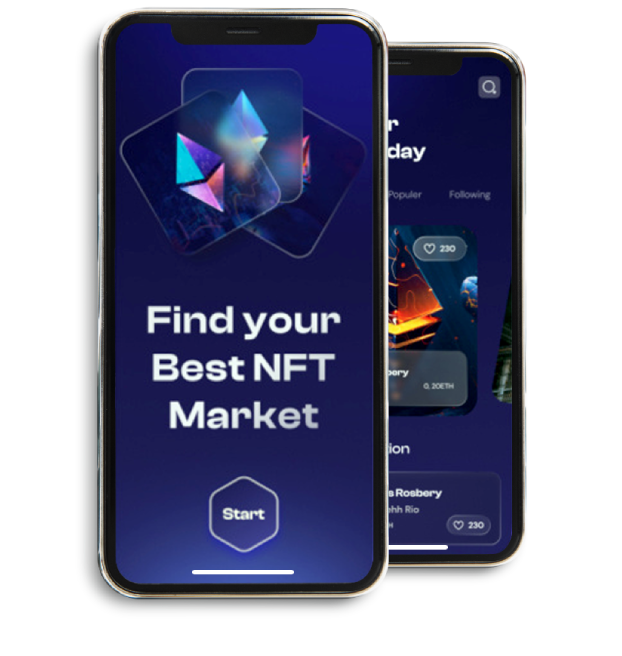 Find your
Best NFT
Market
Start
r
day
Populer
Following
230
bery
0, 20ETH
ion
s Rosbery
ehh Rio
H
230